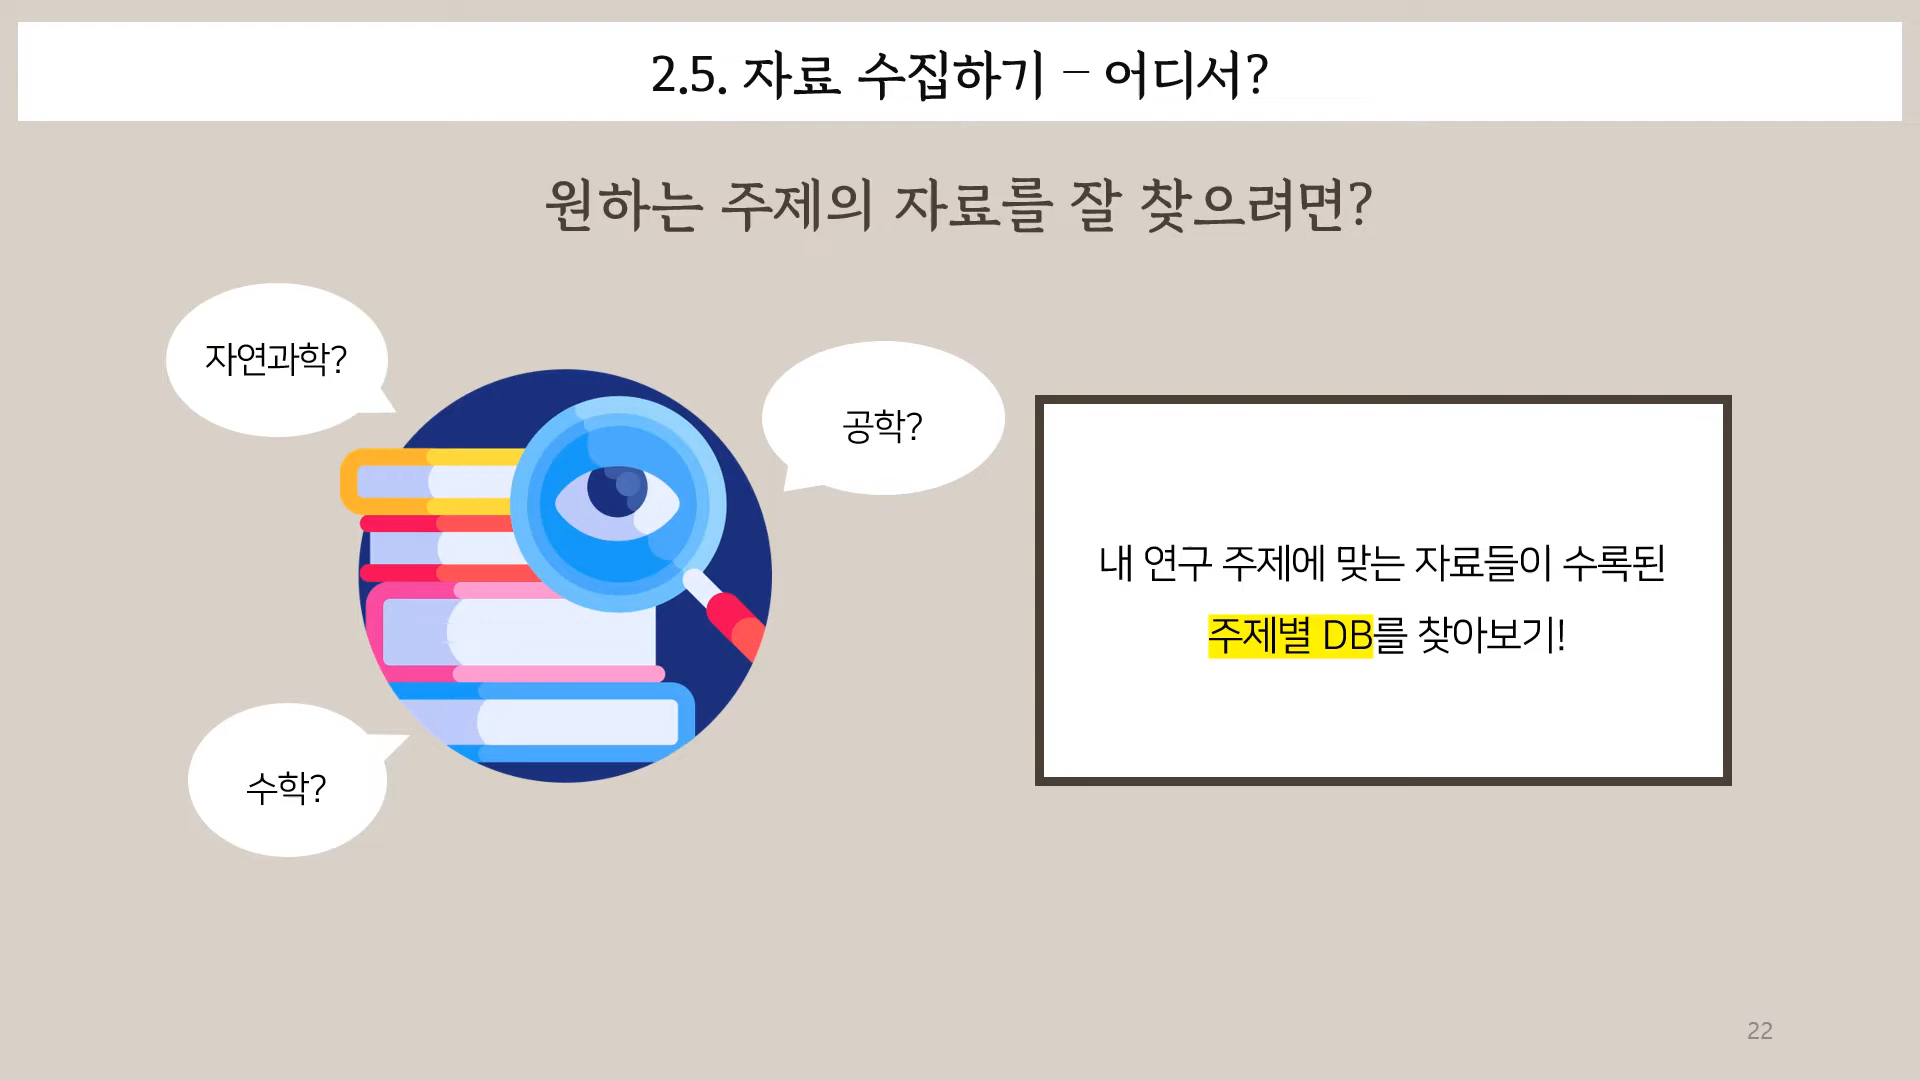 2.5. 자료 수집하기 – 어디서?
원하는 주제의 자료를 잘 찾으려면?
자연과학?
공학?
수학?
내 연구 주제에 맞는 자료들이 수록된
주제별 DB를 찾아보기!
22